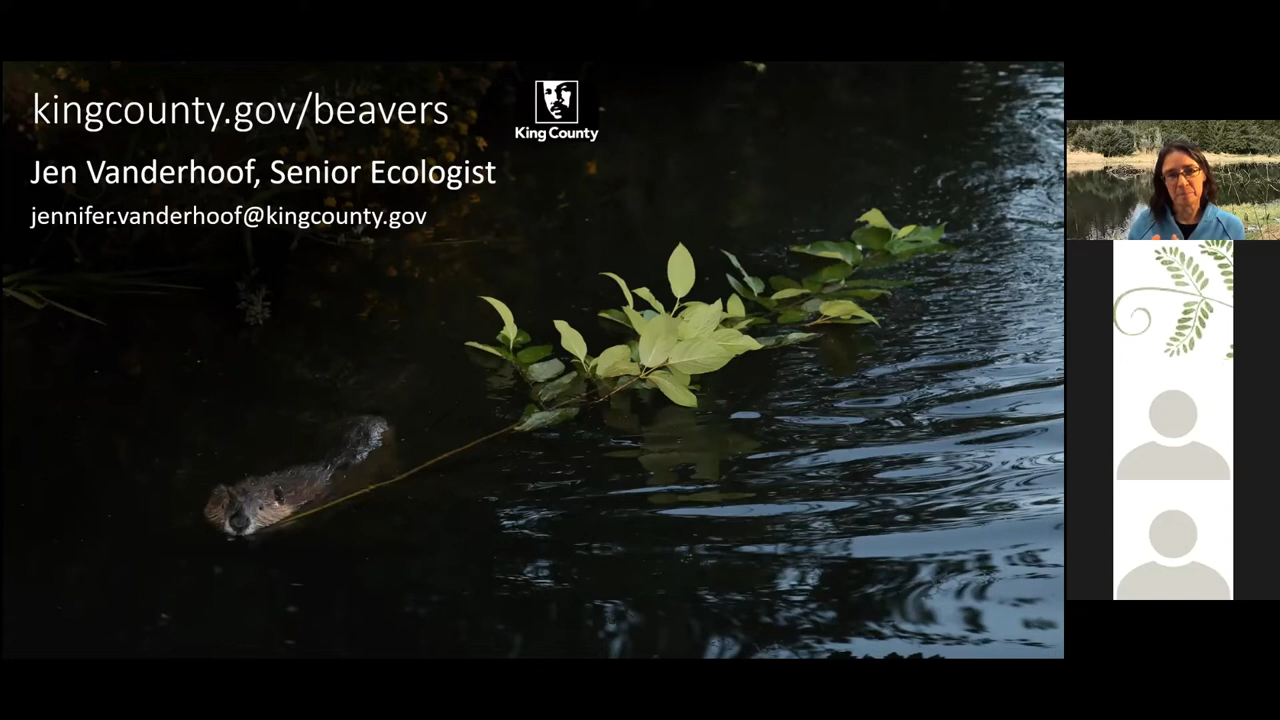 kingcounty.gov/beavers
King County
Jen Vanderhoof, Senior Ecologist
jennifer.vanderhoof@kingcounty.gov